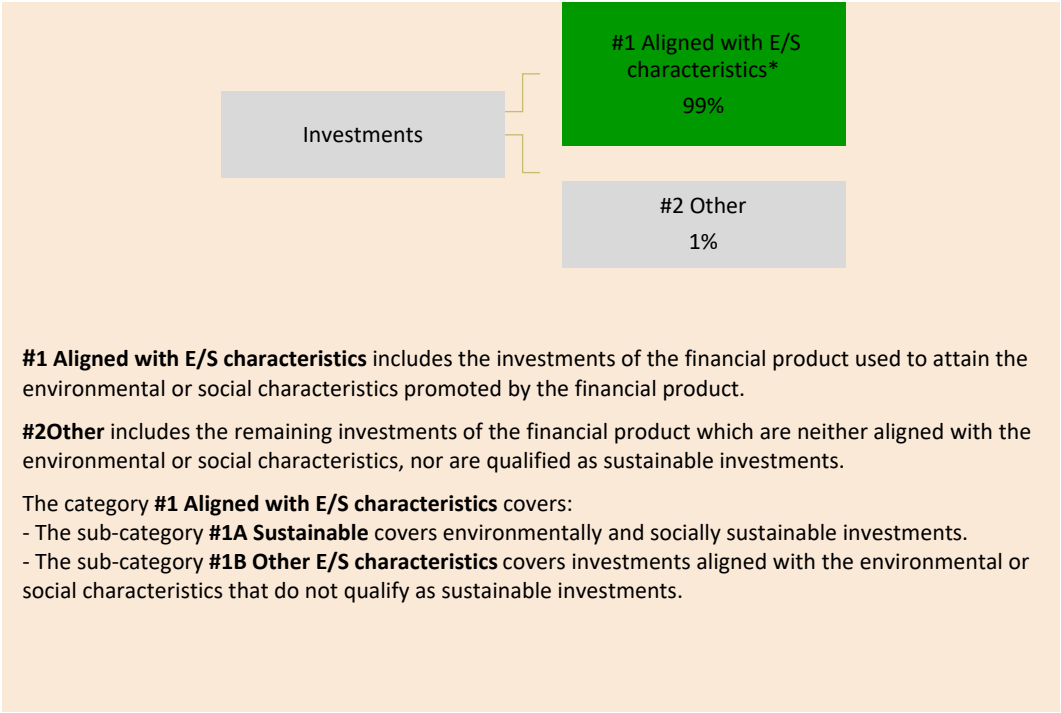 #1 Aligned with E/S
characteristics*
99%
Investments
#2 Other
1%
#1 Aligned with E/S characteristics includes the investments of the financial product used to attain the
environmental or social characteristics promoted by the financial product.
#2Other includes the remaining investments of the financial product which are neither aligned with the
environmental or social characteristics, nor are qualified as sustainable investments.
The category #1 Aligned with E/S characteristics covers:
- The sub-category #1A Sustainable covers environmentally and socially sustainable investments.
- The sub-category #1B Other E/S characteristics covers investments aligned with the environmental or
social characteristics that do not qualify as sustainable investments.